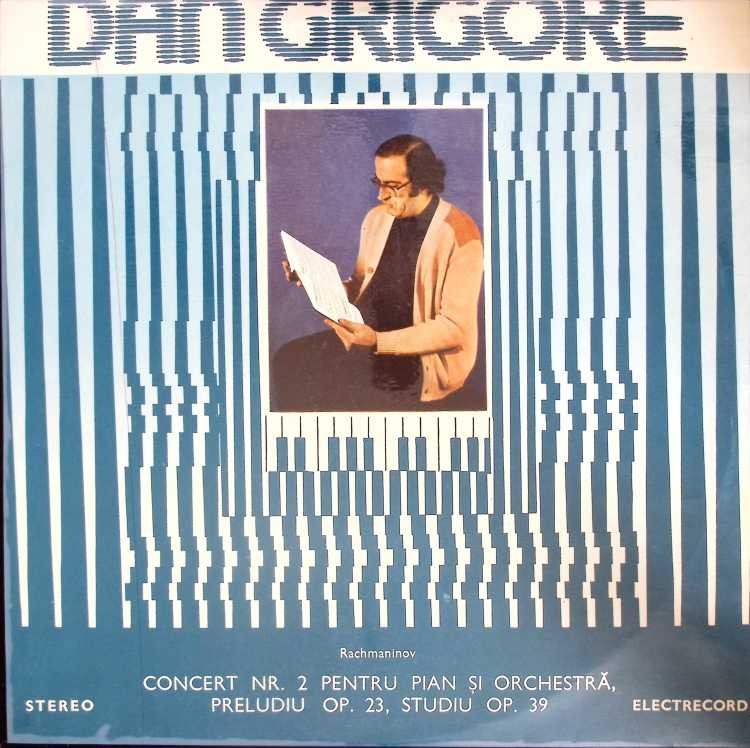 DAN GRIGORE
Rachmaninov
CONCERT NR. 2 PENTRU PIAN ȘI ORCHESTRĂ,
PRELUDIU OP. 23, STUDIU OP. 39
STEREO
ELECTRECORD